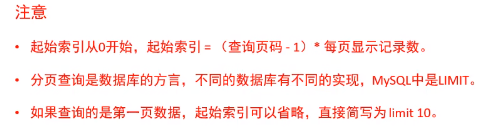 注意
• 起始索引从0开始，起始索引 = （查询页码 - 1）* 每页显示记录数。
• 分页查询是数据库的方言，不同的数据库有不同的实现，MySQL中是LIMIT。
• 如果查询的是第一页数据，起始索引可以省略，直接简写为 limit 10。